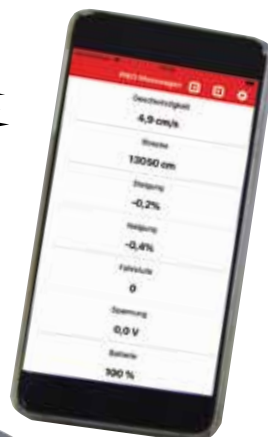 Messwagen
Geschwindigkeit
4,9 cm/s
Strecke
13050 cm
Steigung
-0,2%
Neigung
-0,4%
Fahrstufe
0
Spannung
0,0 V
Batterie
100 %